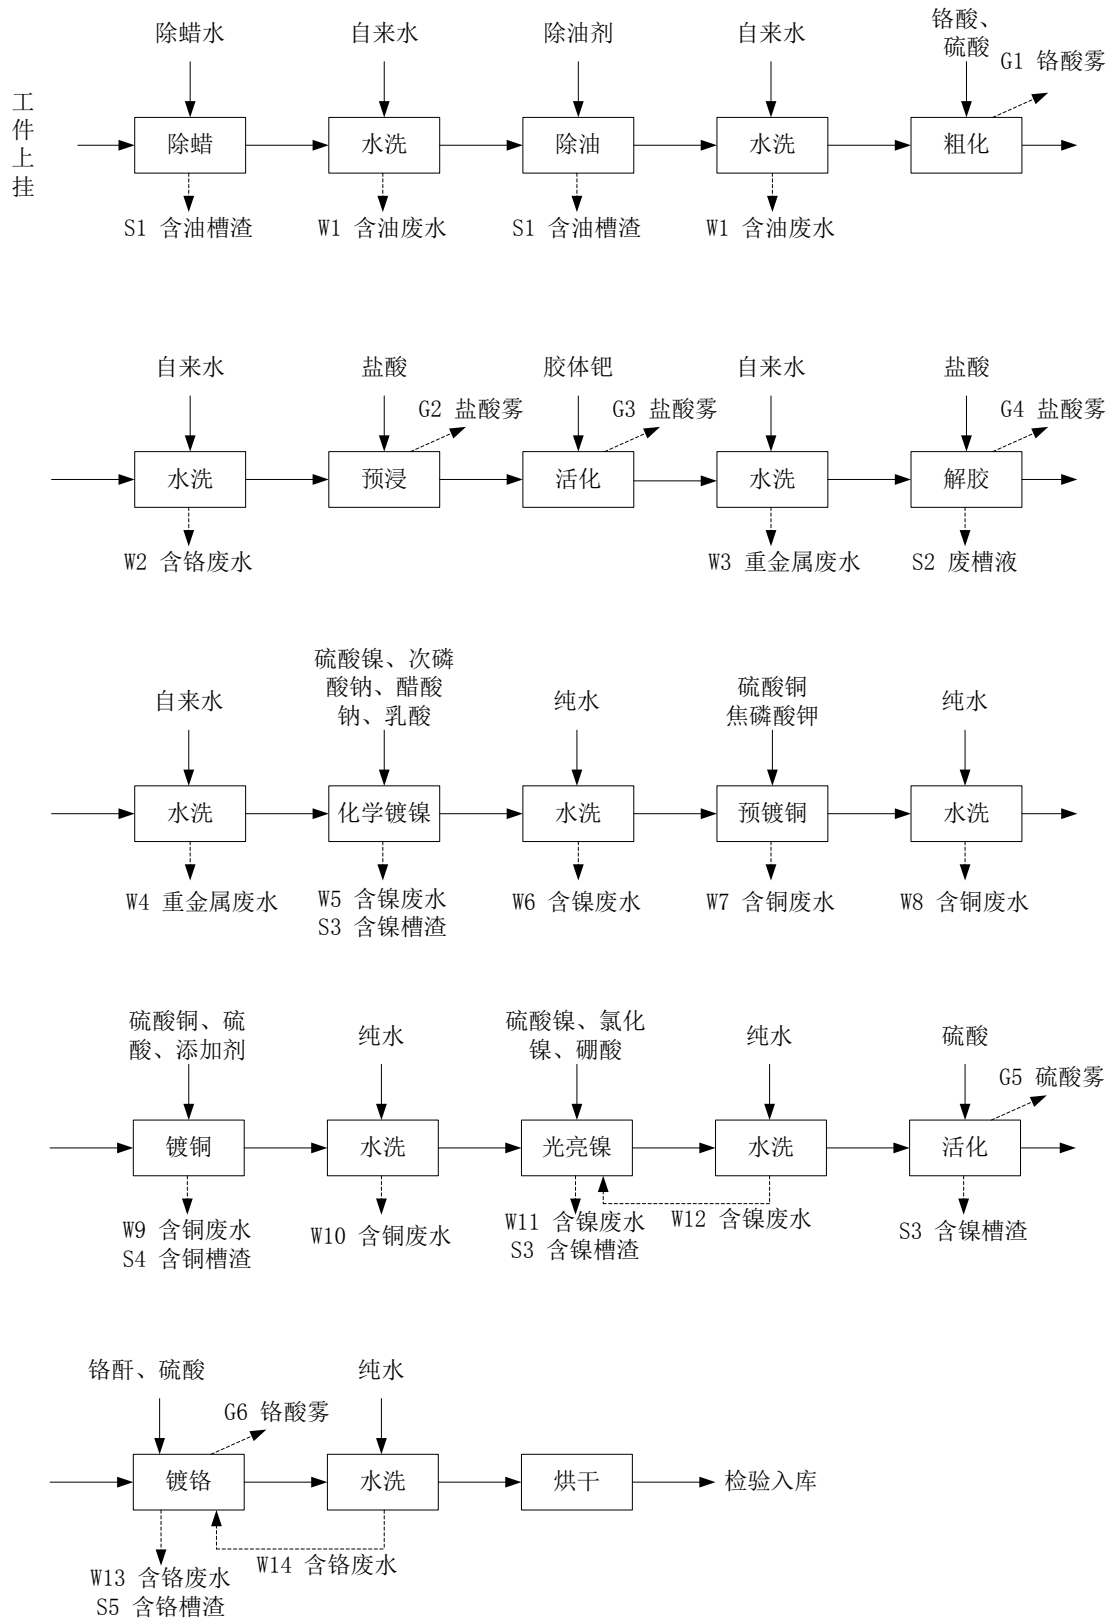 除蜡水
自来水
除油剂
自来水
铬酸、
硫酸
G1 铬酸雾
工
件
上
挂
除蜡
水洗
除油
水洗
粗化
S1 含油槽渣
W1 含油废水
S1 含油槽渣
W1 含油废水
自来水
盐酸
胶体钯
自来水
盐酸
G2 盐酸雾
G3 盐酸雾
G4 盐酸雾
水洗
预浸
活化
水洗
解胶
W2 含铬废水
W3 重金属废水
S2 废槽液
自来水
硫酸镍、次磷
酸钠、醋酸
钠、乳酸
纯水
硫酸铜
焦磷酸钾
纯水
水洗
化学镀镍
水洗
预镀铜
水洗
W4 重金属废水
W5 含镍废水
S3 含镍槽渣
W6 含镍废水
W7 含铜废水
W8 含铜废水
硫酸铜、硫
酸、添加剂
纯水
硫酸镍、氯化
镍、硼酸
纯水
硫酸
G5 硫酸雾
镀铜
水洗
光亮镍
水洗
活化
W9 含铜废水
S4 含铜槽渣
W10 含铜废水
W11 含镍废水
S3 含镍槽渣
W12 含镍废水
S3 含镍槽渣
铬酐、硫酸
纯水
G6 铬酸雾
镀铬
水洗
烘干
检验入库
W13 含铬废水
S5 含铬槽渣
W14 含铬废水